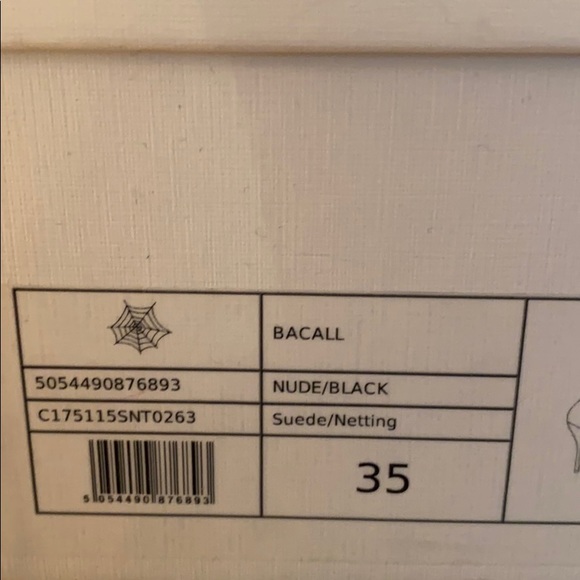 BACALL
5054490876893
NUDE/BLACK
C175115SNT0263
Suede/Netting
5 054490 876893
35